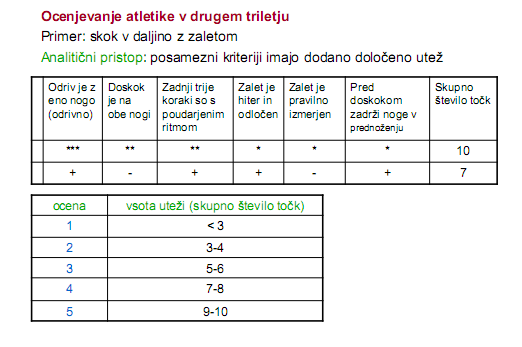 Ocenjevanje atletike v drugem triletju
Primer: skok v daljino z zaletom
Analitični pristop: posamezni kriteriji imajo dodano določeno utež
Odriv je z eno nogo (odrivno) Doskok je na obe nogi Zadnji trije koraki so s poudarjenim ritmom Zalet je hiter in odločen Zalet je pravilno izmerjen Pred doskokom zadrži noge v prednoženju Skupno število točk
*** ** ** * * * 10
+ - + + - + 7
ocena vsota uteži (skupno število točk)
1 < 3
2 3-4
3 5-6
4 7-8
5 9-10